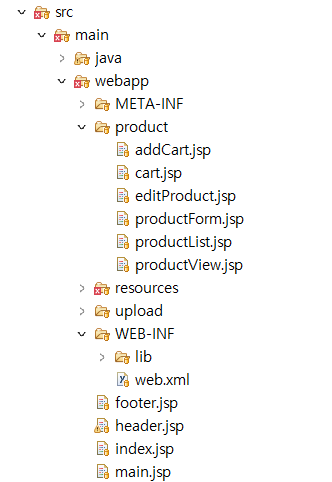 src
main
java
webapp
META-INF
product
addCart.jsp
cart.jsp
editProduct.jsp
productForm.jsp
productList.jsp
productView.jsp
resources
upload
WEB-INF
lib
web.xml
footer.jsp
header.jsp
index.jsp
main.jsp